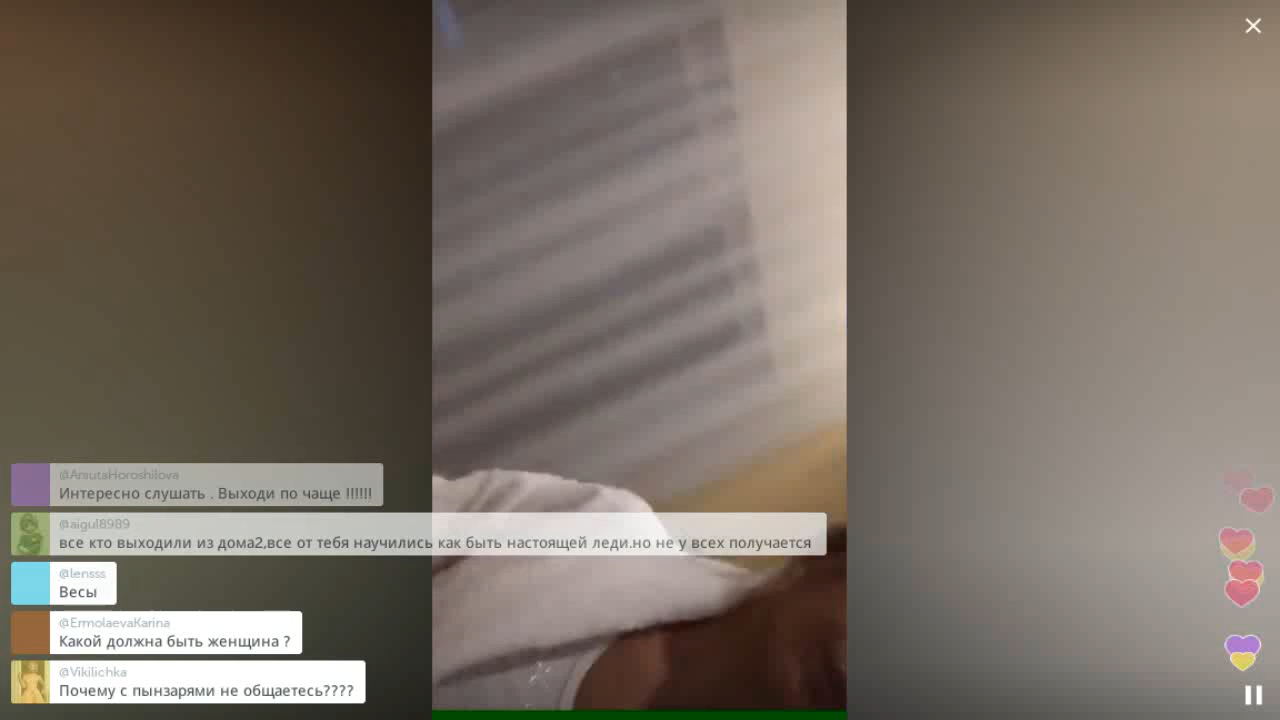 @AniutaHoroshilova
Интересно слушать . Выходи по чаще !!!!!!
@aigul8989
все кто выходили из дома2,все от тебя научились как быть настоящей леди.но не у всех получается
@lensss
Весы
@ErmolaevaKarina
Какой должна быть женщина ?
@Vikilichka
Почему с пынзарями не общаетесь????